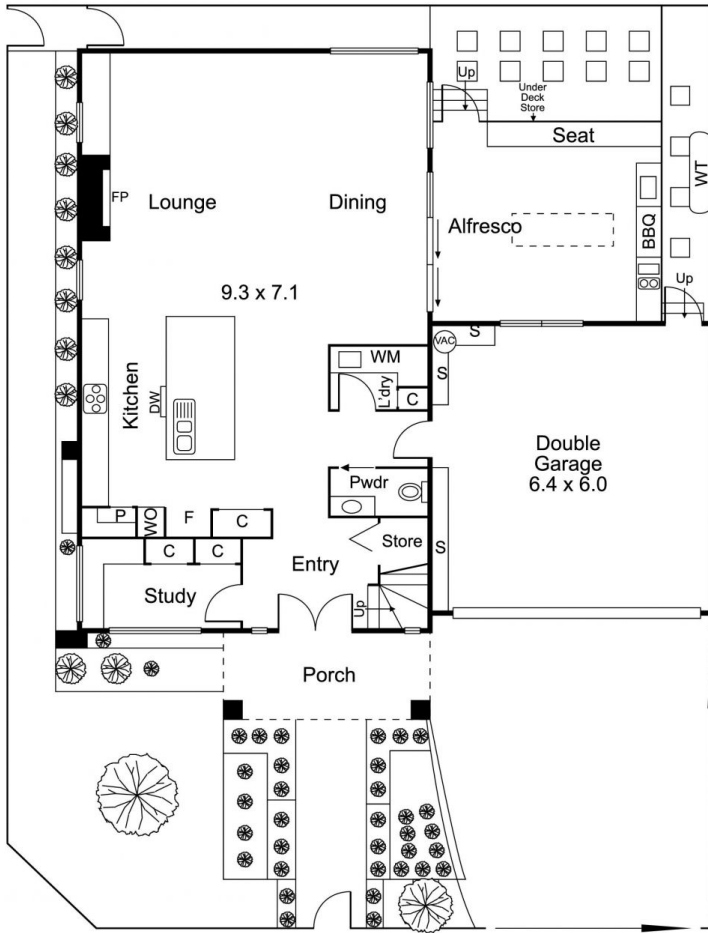 Up
Under
Deck
Store
Seat
WT
FP
Lounge
Dining
Alfresco
BBQ
9.3 x 7.1
Up
S
VAC
WM
S
Kitchen
DW
L'dry
C
Double
Garage
6.4 x 6.0
Pwdr
P
WO
F
C
Store
S
C
C
Entry
Study
Up
Porch